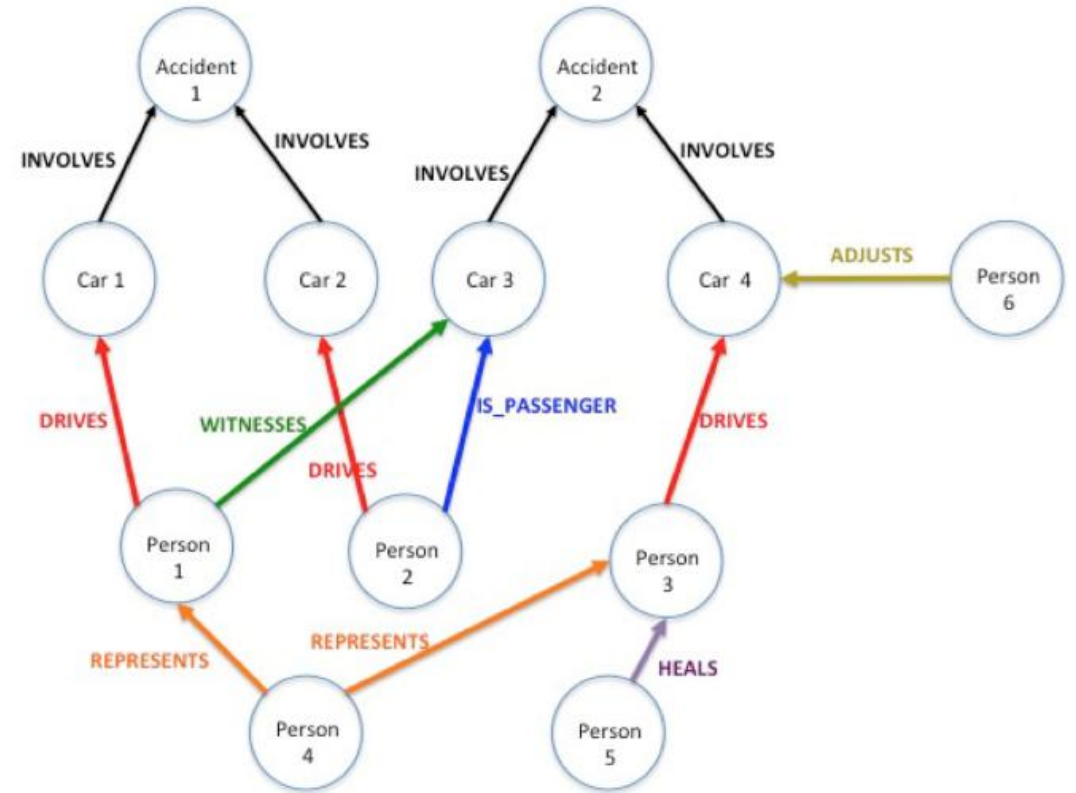 Accident
1
Accident
2
INVOLVES
INVOLVES
INVOLVES
INVOLVES
Car 1
Car 2
Car 3
Car 4
ADJUSTS
Person
6
DRIVES
WITNESSES
IS_PASSENGER
DRIVES
DRIVES
Person
1
Person
2
Person
3
REPRESENTS
REPRESENTS
HEALS
Person
4
Person
5